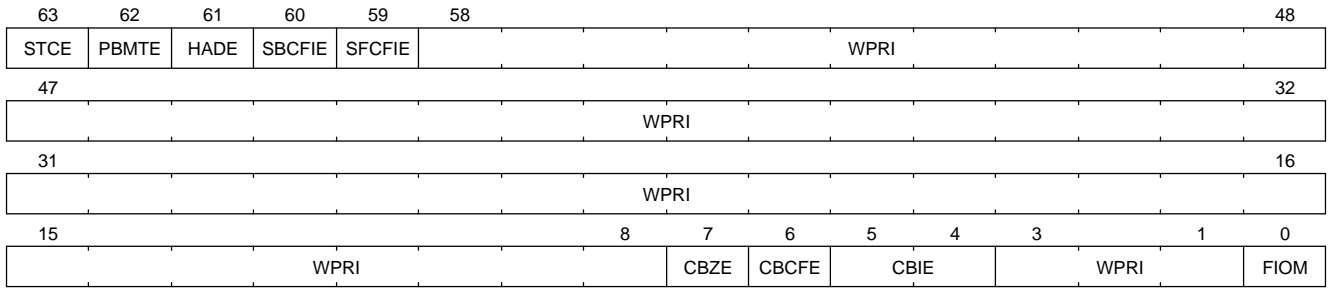 63 62 61 60 59 58 48
STCE PBMTE HADE SBCFIE SFCFIE WPRI
47 32
WPRI
31 16
WPRI
15 8 7 6 5 4 3 1 0
WPRI CBZE CBCFE CBIE WPRI FIOM